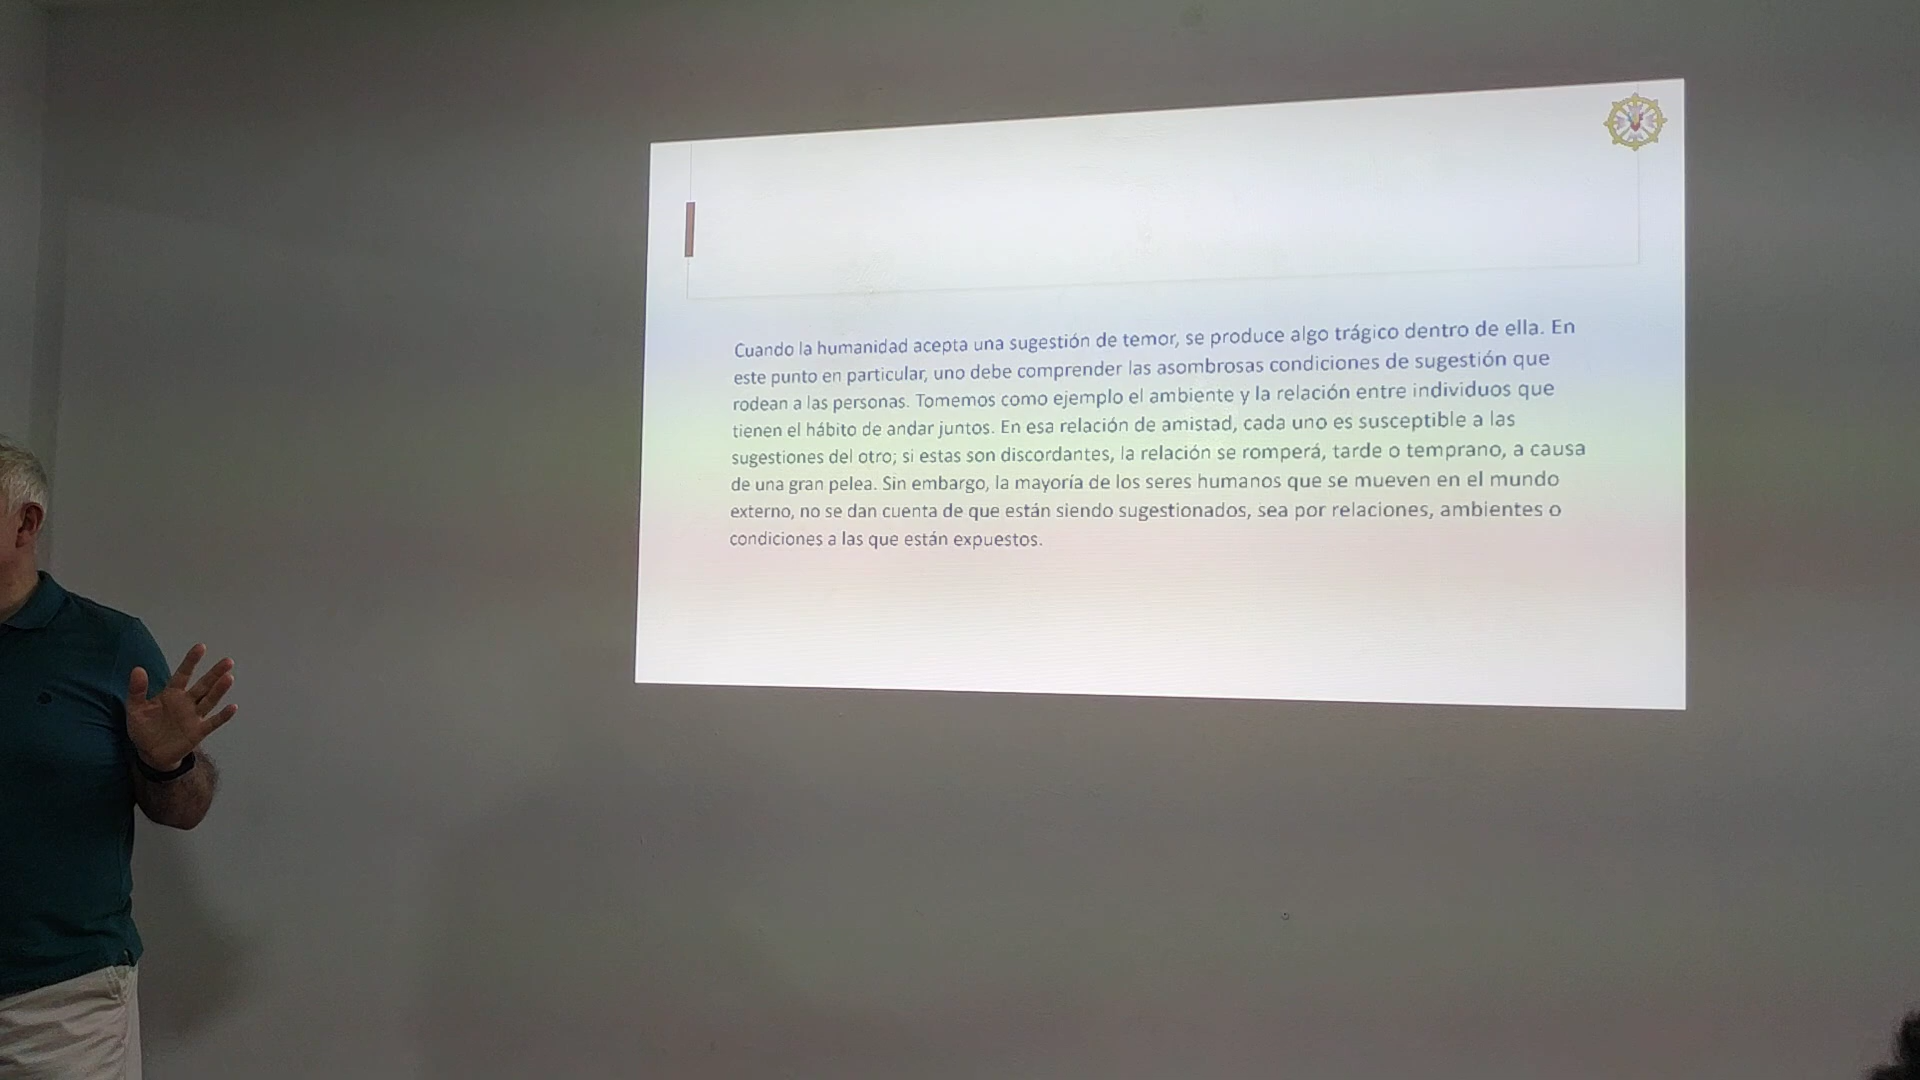 Cuando la humanidad acepta una sugestión de temor, se produce algo trágico dentro de ella. En
este punto en particular, uno debe comprender las asombrosas condiciones de sugestión que
rodean a las personas. Tomemos como ejemplo el ambiente y la relación entre individuos que
tienen el hábito de andar juntos. En esa relación de amistad, cada uno es susceptible a las
sugestiones del otro; si estas son discordantes, la relación se romperá, tarde o temprano, a causa
de una gran pelea. Sin embargo, la mayoría de los seres humanos que se mueven en el mundo
externo, no se dan cuenta de que están siendo sugestionados, sea por relaciones, ambientes o
condiciones a las que están expuestos.